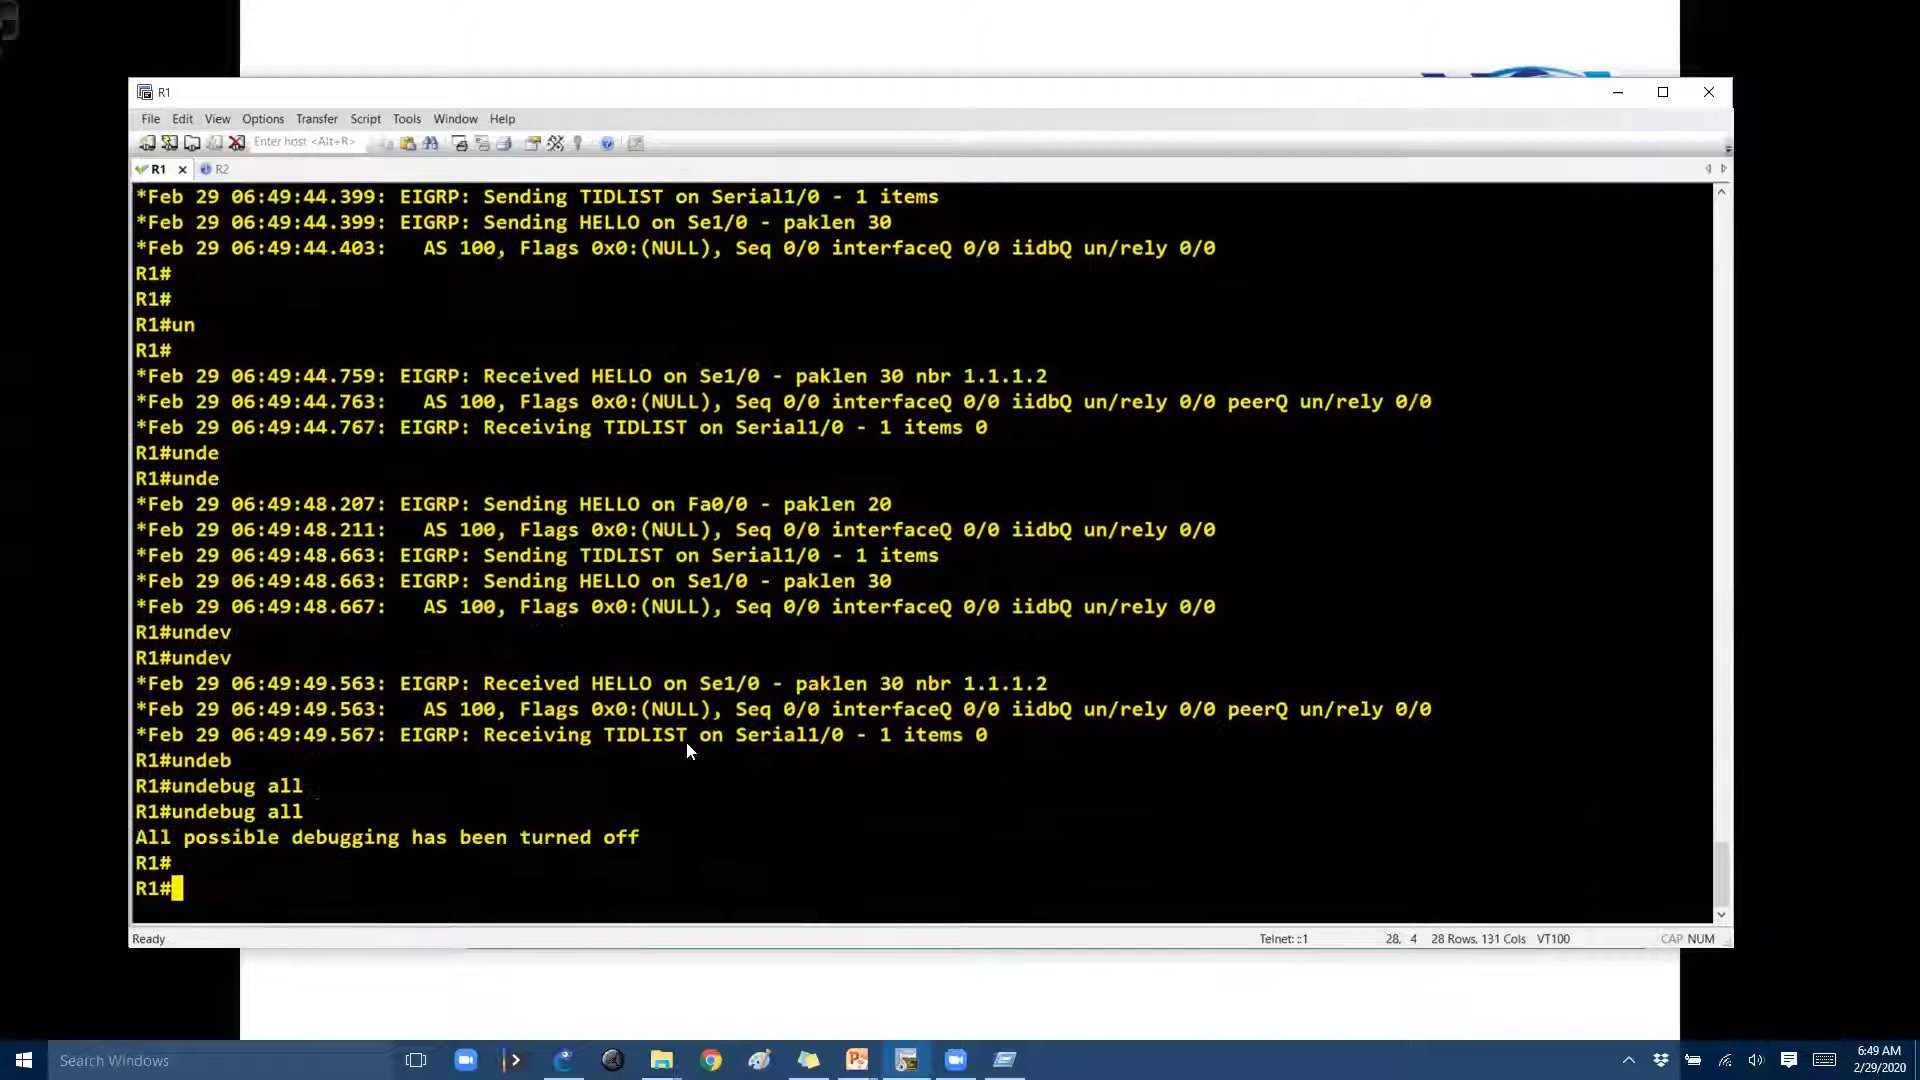 R1
File Edit View Options Transfer Script Tools Window Help
Enter host <Alt+R>
R1 R2
*Feb 29 06:49:44.399: EIGRP: Sending TIDLIST on Serial1/0 - 1 items
*Feb 29 06:49:44.399: EIGRP: Sending HELLO on Se1/0 - paklen 30
*Feb 29 06:49:44.403:   AS 100, Flags 0x0:(NULL), Seq 0/0 interfaceQ 0/0 iidbQ un/rely 0/0
R1#
R1#
R1#un
R1#
*Feb 29 06:49:44.759: EIGRP: Received HELLO on Se1/0 - paklen 30 nbr 1.1.1.2
*Feb 29 06:49:44.763:   AS 100, Flags 0x0:(NULL), Seq 0/0 interfaceQ 0/0 iidbQ un/rely 0/0 peerQ un/rely 0/0
*Feb 29 06:49:44.767: EIGRP: Receiving TIDLIST on Serial1/0 - 1 items 0
R1#unde
R1#unde
*Feb 29 06:49:48.207: EIGRP: Sending HELLO on Fa0/0 - paklen 20
*Feb 29 06:49:48.211:   AS 100, Flags 0x0:(NULL), Seq 0/0 interfaceQ 0/0 iidbQ un/rely 0/0
*Feb 29 06:49:48.663: EIGRP: Sending TIDLIST on Serial1/0 - 1 items
*Feb 29 06:49:48.663: EIGRP: Sending HELLO on Se1/0 - paklen 30
*Feb 29 06:49:48.667:   AS 100, Flags 0x0:(NULL), Seq 0/0 interfaceQ 0/0 iidbQ un/rely 0/0
R1#undev
R1#undev
*Feb 29 06:49:49.563: EIGRP: Received HELLO on Se1/0 - paklen 30 nbr 1.1.1.2
*Feb 29 06:49:49.563:   AS 100, Flags 0x0:(NULL), Seq 0/0 interfaceQ 0/0 iidbQ un/rely 0/0 peerQ un/rely 0/0
*Feb 29 06:49:49.567: EIGRP: Receiving TIDLIST on Serial1/0 - 1 items 0
R1#undeb
R1#undebug all
R1#undebug all
All possible debugging has been turned off
R1#
R1#
Ready Telnet: ::1 28, 4 28 Rows, 131 Cols VT100 CAP NUM
Search Windows
6:49 AM
2/29/2020